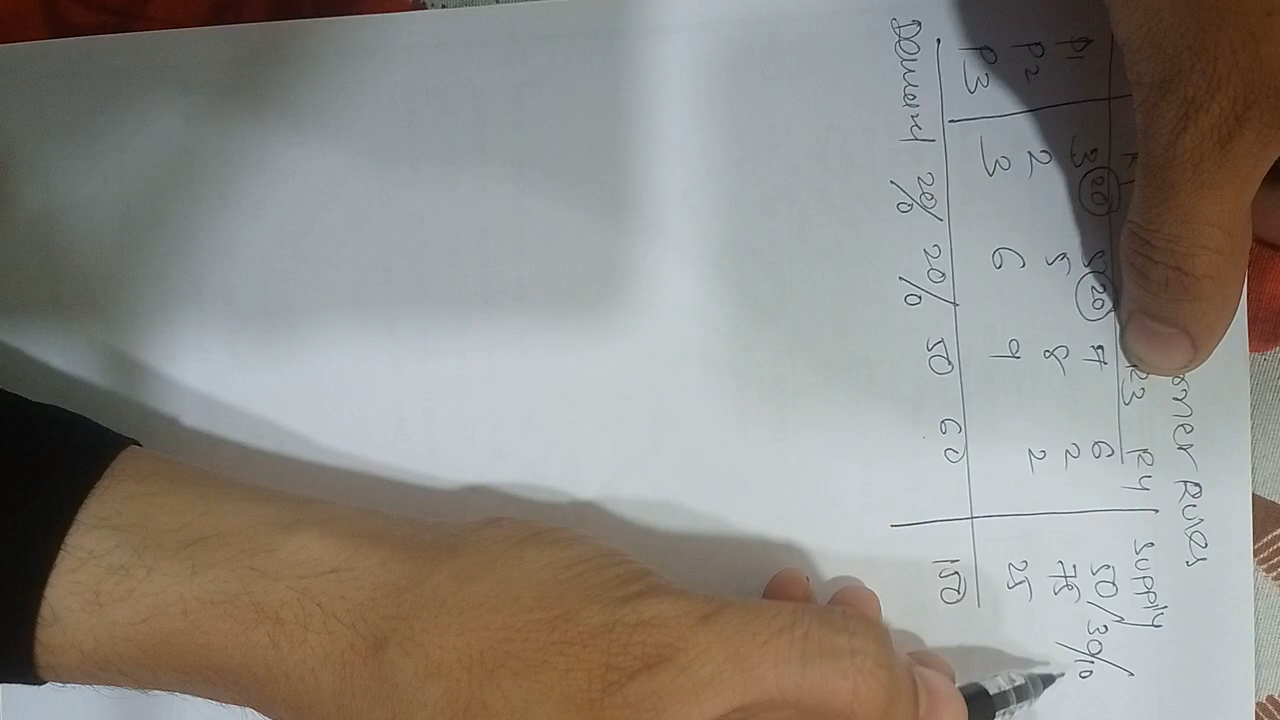 orner Rules
R3 R4 Supply
P1 3 20 5 20 7 6 50/30/10
P2 2 5 8 2 75
P3 3 6 9 2 25
Demand 20/0 20/0 50 60 150